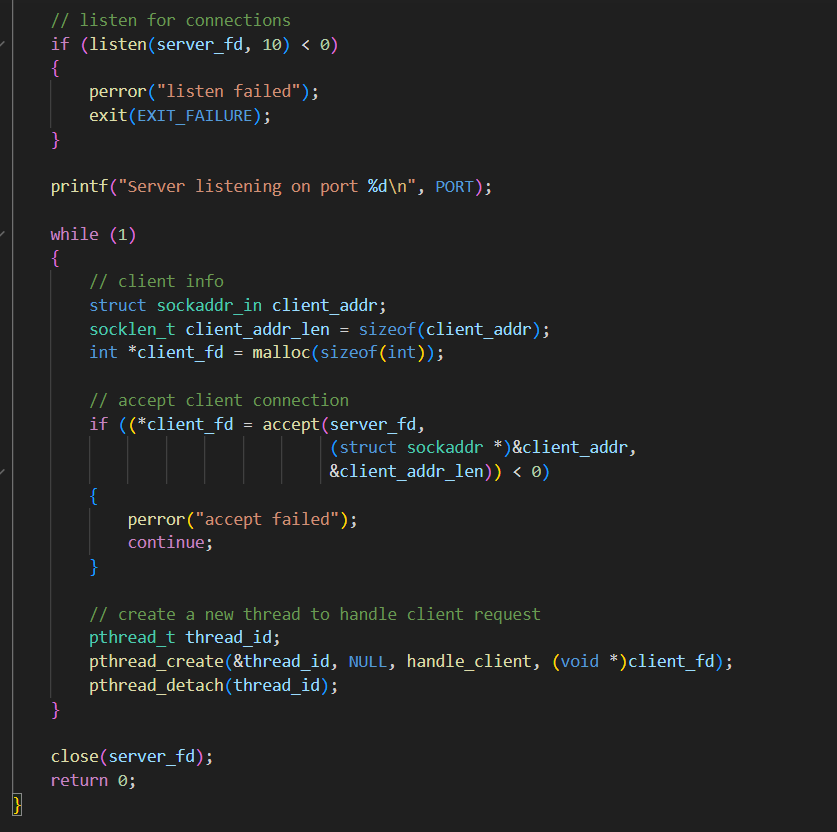 // listen for connections
if (listen(server_fd, 10) < 0)
{
perror("listen failed");
exit(EXIT_FAILURE);
}
printf("Server listening on port %d\n", PORT);
while (1)
{
// client info
struct sockaddr_in client_addr;
socklen_t client_addr_len = sizeof(client_addr);
int *client_fd = malloc(sizeof(int));
// accept client connection
if ((*client_fd = accept(server_fd,
(struct sockaddr *)&client_addr,
&client_addr_len)) < 0)
{
perror("accept failed");
continue;
}
// create a new thread to handle client request
pthread_t thread_id;
pthread_create(&thread_id, NULL, handle_client, (void *)client_fd);
pthread_detach(thread_id);
}
close(server_fd);
return 0;
}